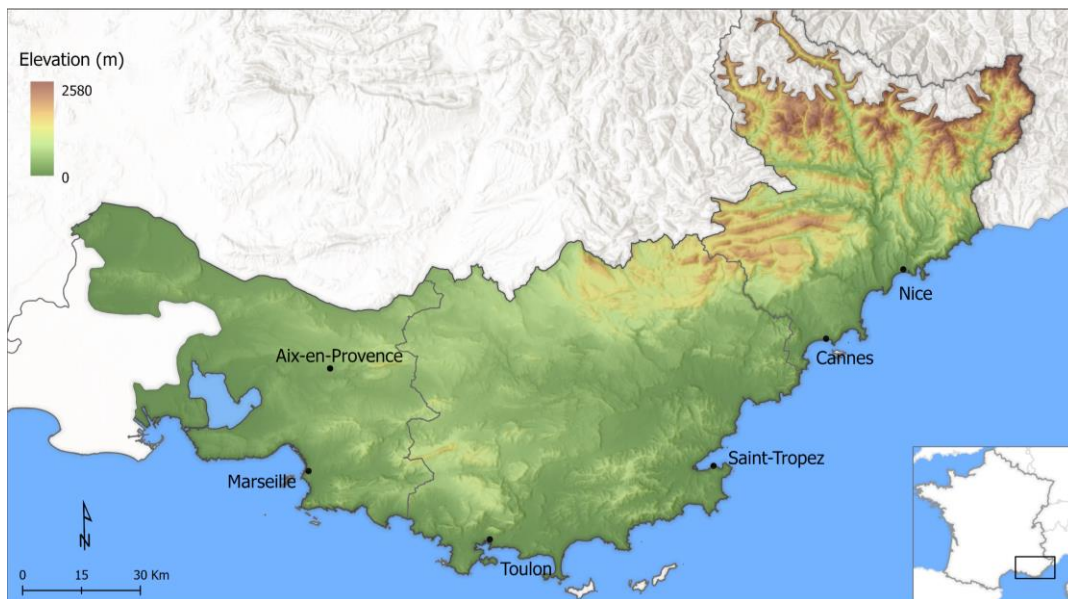 Elevation (m)
2580
0
Nice
Cannes
Aix-en-Provence
Saint-Tropez
Marseille
Toulon
N
0 15 30 Km